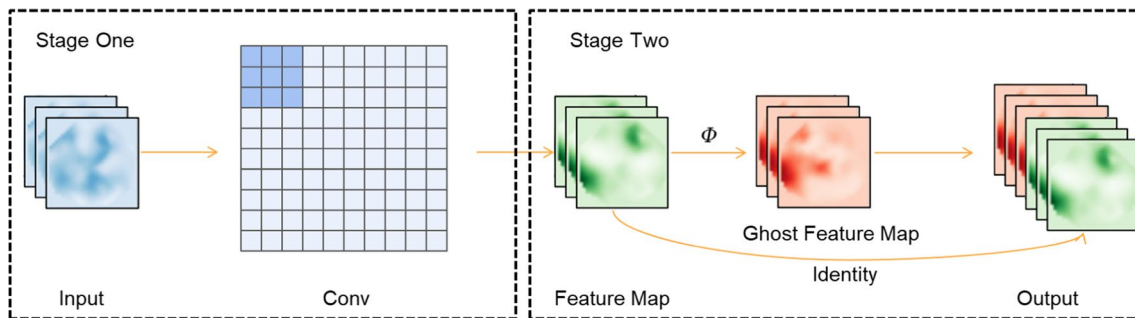 Stage One
Stage Two
Φ
Ghost Feature Map
Identity
Input
Conv
Feature Map
Output